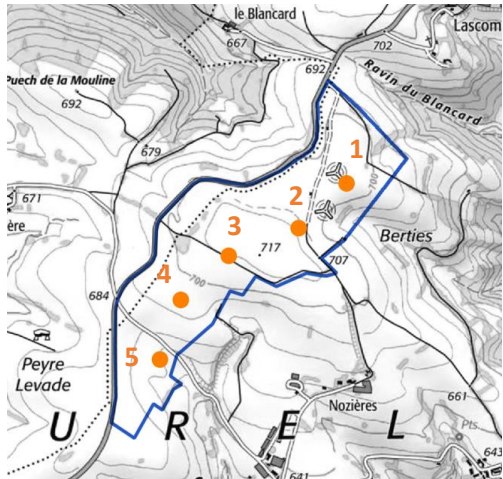 le Blancard
667
702
Lascom
692
Ravin du Blancard
Puech de la Mouline
692
679
1
700
671
ère
2
3
717
Berties
707
4
700
684
5
Peyre
Levade
Nozières
661
U R E L
Pts
641
643